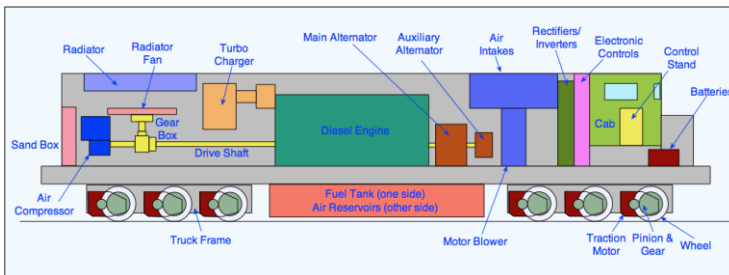 Radiator
Radiator
Fan
Turbo
Charger
Main Alternator
Auxiliary
Alternator
Air
Intakes
Rectifiers/
Inverters
Electronic
Controls
Control
Stand
Batteries
Sand Box
Gear
Box
Drive Shaft
Diesel Engine
Cab
Air
Compressor
Truck Frame
Fuel Tank (one side)
Air Reservoirs (other side)
Motor Blower
Traction
Motor
Pinion &
Gear
Wheel